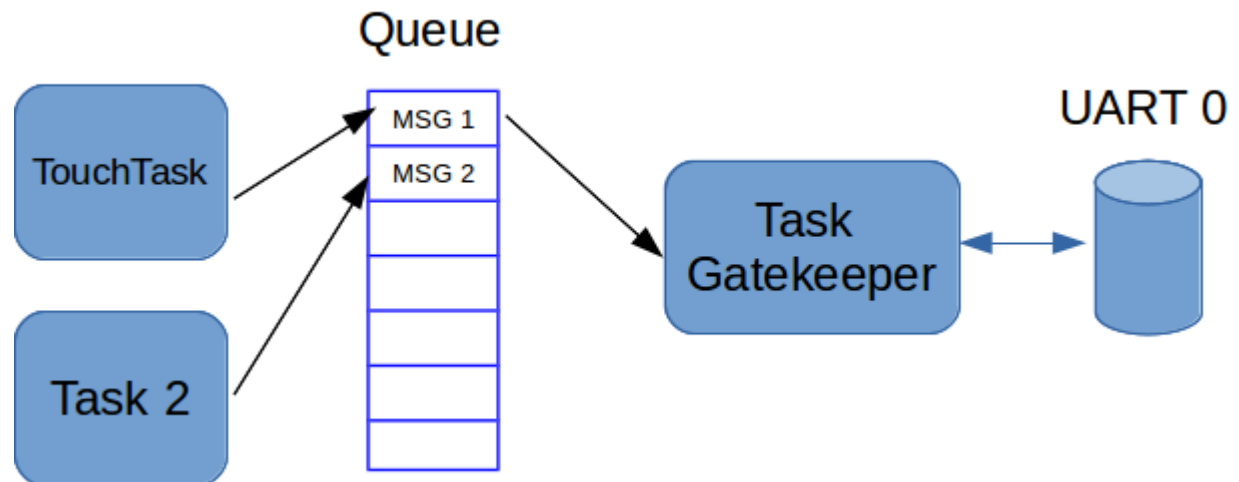 Queue
TouchTask
MSG 1
MSG 2
Task 2
Task
Gatekeeper
UART 0